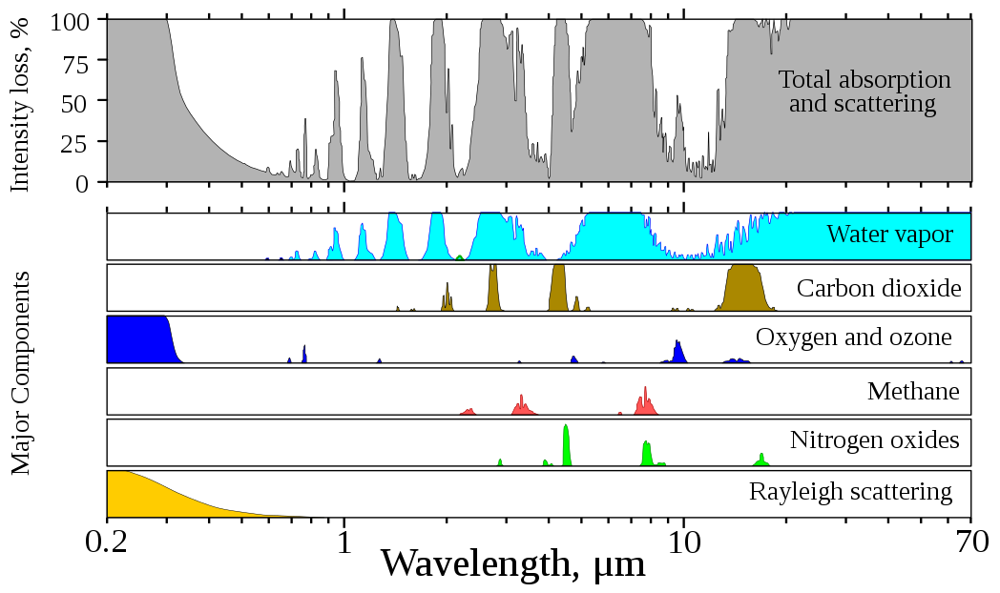 Intensity loss, %
100
75
50
25
0
Total absorption
and scattering
Major Components
Water vapor
Carbon dioxide
Oxygen and ozone
Methane
Nitrogen oxides
Rayleigh scattering
0.2
1
10
70
Wavelength, μm